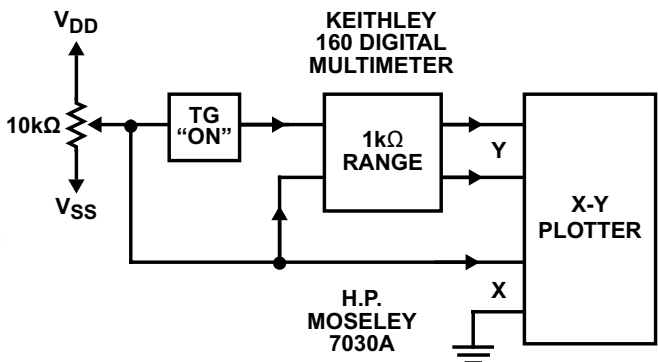 VDD
10kΩ
VSS
TG
“ON”
KEITHLEY
160 DIGITAL
MULTIMETER
1kΩ
RANGE
Y
X-Y
PLOTTER
X
H.P.
MOSELEY
7030A